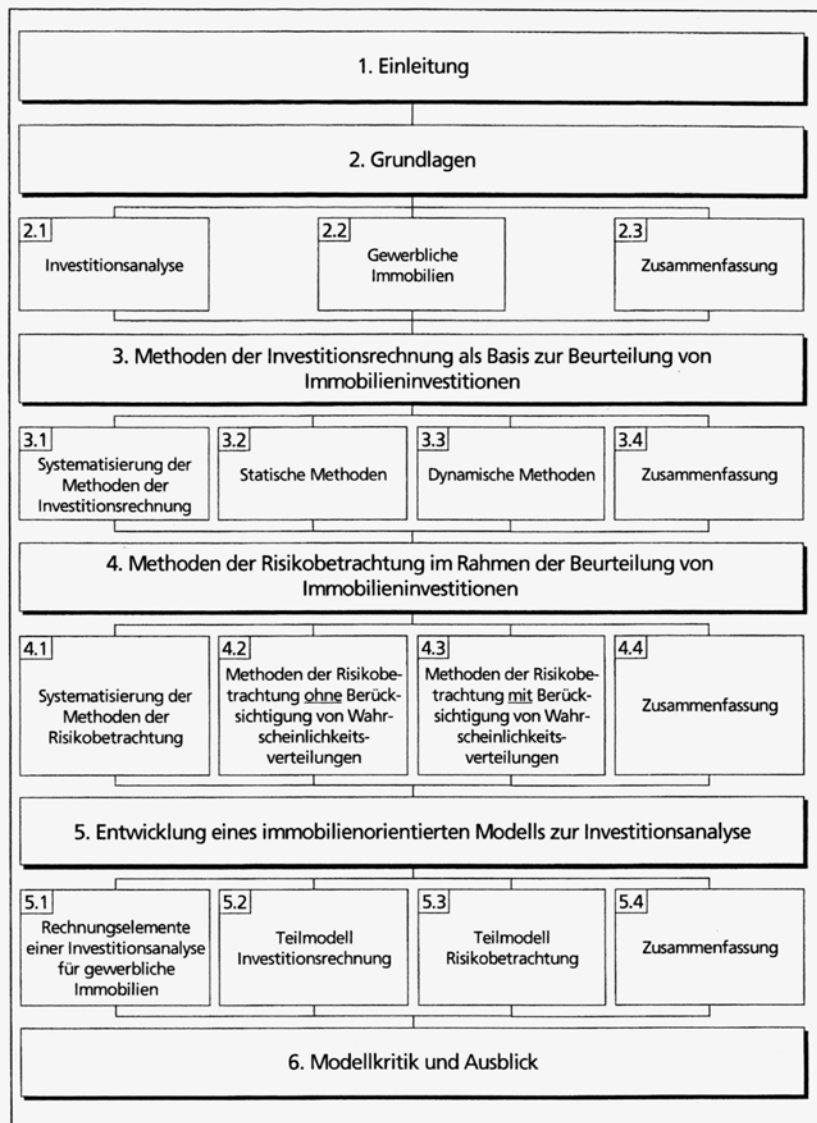 1. Einleitung
2. Grundlagen
2.1
Investitionsanalyse
2.2
Gewerbliche
Immobilien
2.3
Zusammenfassung
3. Methoden der Investitionsrechnung als Basis zur Beurteilung von
Immobilieninvestitionen
3.1
Systematisierung der
Methoden der
Investitionsrechnung
3.2
Statische Methoden
3.3
Dynamische Methoden
3.4
Zusammenfassung
4. Methoden der Risikobetrachtung im Rahmen der Beurteilung von
Immobilieninvestitionen
4.1
Systematisierung der
Methoden der
Risikobetrachtung
4.2
Methoden der Risikobe-
trachtung ohne Berück-
sichtigung von Wahr-
scheinlichkeits-
verteilungen
4.3
Methoden der Risikobe-
trachtung mit Berück-
sichtigung von Wahr-
scheinlichkeits-
verteilungen
4.4
Zusammenfassung
5. Entwicklung eines immobilienorientierten Modells zur Investitionsanalyse
5.1
Rechnungselemente
einer Investitionsanalyse
für gewerbliche
Immobilien
5.2
Teilmodell
Investitionsrechnung
5.3
Teilmodell
Risikobetrachtung
5.4
Zusammenfassung
6. Modellkritik und Ausblick